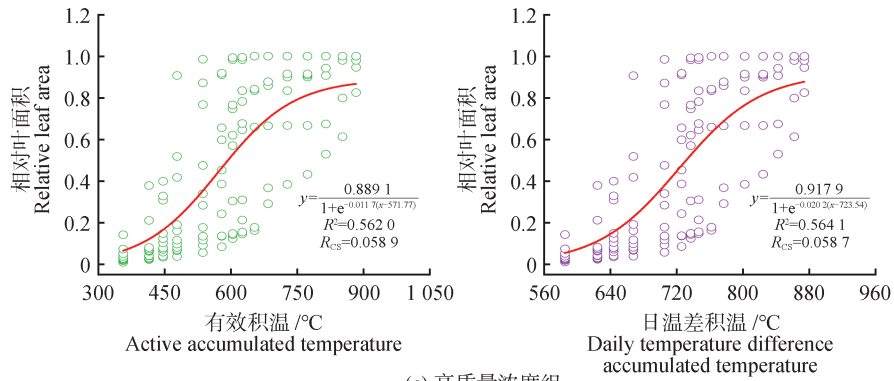 1.2
1.0
0.8
0.6
0.4
0.2
0
相对叶面积
Relative leaf area
y=0.889 1/1+e^{−0.011 7(x−571.77)}
R²=0.562 0
R_{CS}=0.058 9
300 450 600 750 900 1 050
有效积温 /℃
Active accumulated temperature
1.2
1.0
0.8
0.6
0.4
0.2
0
相对叶面积
Relative leaf area
y=0.917 9/1+e^{−0.020 2(x−723.54)}
R²=0.564 1
R_{CS}=0.058 7
560 640 720 800 880 960
日温差积温 /℃
Daily temperature difference
accumulated temperature